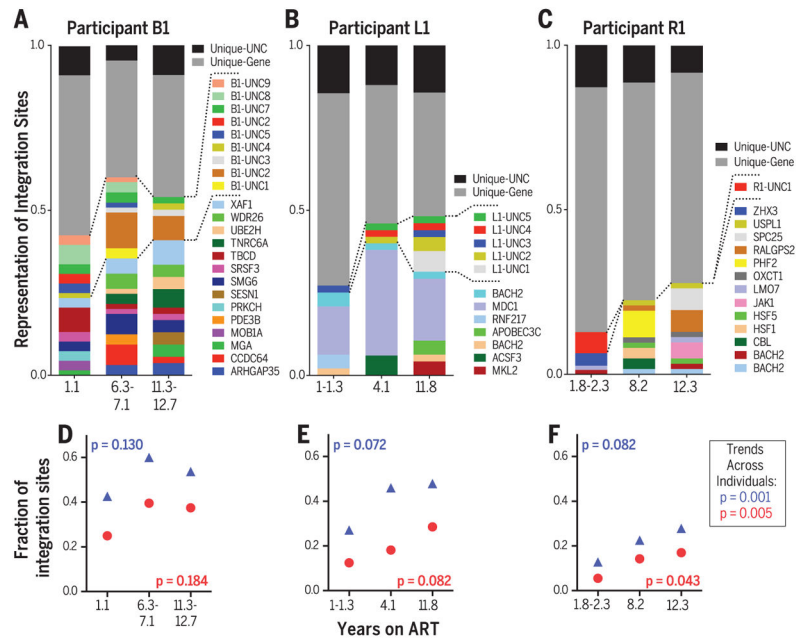 A Participant B1
1.0
0.5
0.0
Representation of Integration Sites
Unique-UNC
Unique-Gene
B1-UNC9
B1-UNC8
B1-UNC7
B1-UNC2
B1-UNC5
B1-UNC4
B1-UNC3
B1-UNC2
B1-UNC1
XAF1
WDR26
UBE2H
TNRC6A
TBCD
SRSF3
SMG6
SESN1
PRKCH
PDE3B
MOB1A
MGA
CCDC64
ARHGAP35
1.1
6.3-
7.1
11.3-
12.7
B Participant L1
1.0
0.5
0.0
Unique-UNC
Unique-Gene
L1-UNC5
L1-UNC4
L1-UNC3
L1-UNC2
L1-UNC1
BACH2
MDC1
RNF217
APOBEC3C
BACH2
ACSF3
MKL2
1-1.3
4.1
11.8
C Participant R1
1.0
0.5
0.0
Unique-UNC
Unique-Gene
R1-UNC1
ZHX3
USPL1
SPC25
RALGPS2
PHF2
OXCT1
LMO7
JAK1
HSF5
HSF1
CBL
BACH2
BACH2
1.8-2.3
8.2
12.3
D
p = 0.130
0.6
0.4
0.2
0.0
Fraction of
integration sites
p = 0.184
1.1
6.3-
7.1
11.3-
12.7
E
p = 0.072
0.6
0.4
0.2
0.0
p = 0.082
1-1.3
4.1
11.8
Years on ART
F
p = 0.082
0.6
0.4
0.2
0.0
p = 0.043
1.8-2.3
8.2
12.3
Trends
Across
Individuals:
p = 0.001
p = 0.005